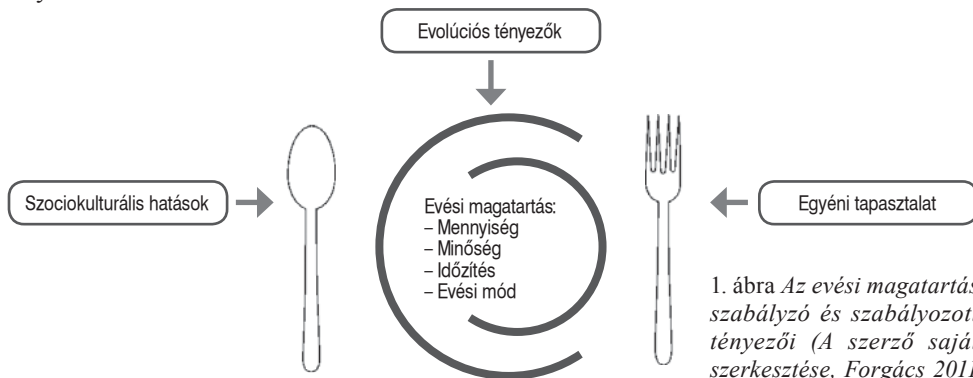 Evolúciós tényezők
Szociokulturális hatások
Evési magatartás:
– Mennyiség
– Minőség
– Időzítés
– Evési mód
Egyéni tapasztalat
1. ábra Az evési magatartás
szabályzó és szabályozott
tényezői (A szerző saját
szerkesztése, Forgács 2011